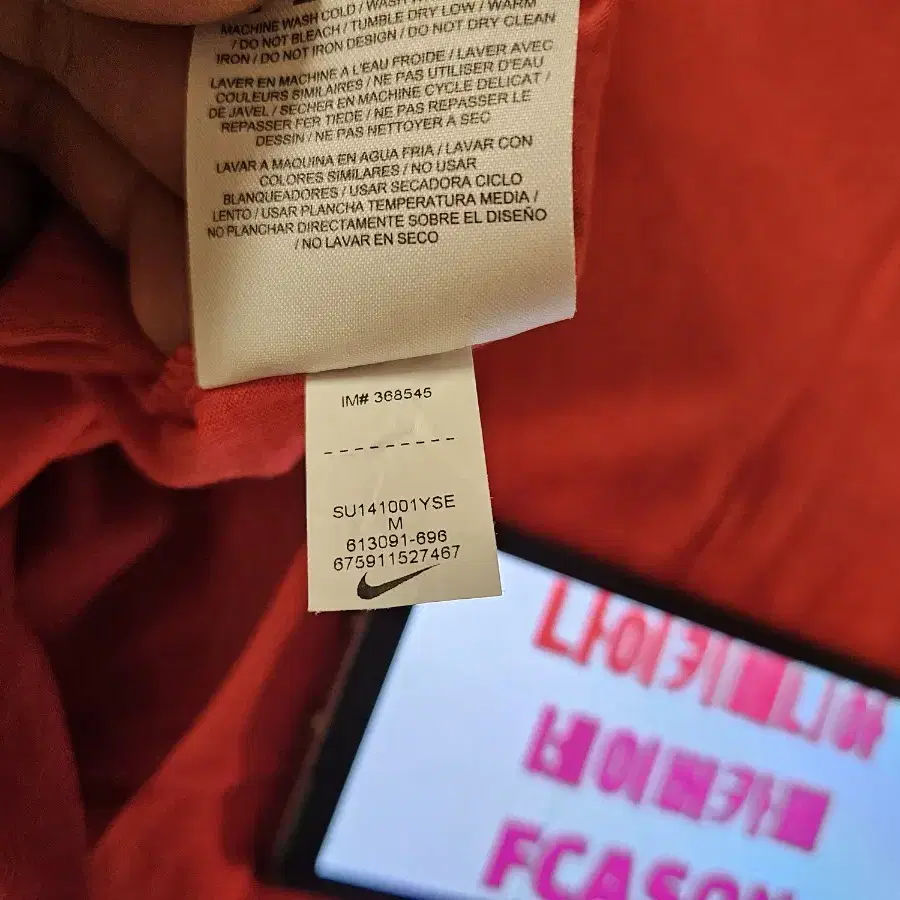 MACHINE WASH COLD / WASH
/ DO NOT BLEACH / TUMBLE DRY LOW / WARM
IRON / DO NOT IRON DESIGN / DO NOT DRY CLEAN
LAVER EN MACHINE A L'EAU FROIDE / LAVER AVEC
COULEURS SIMILAIRES / NE PAS UTILISER D'EAU
DE JAVEL / SECHER EN MACHINE CYCLE DELICAT /
REPASSER FER TIEDE / NE PAS REPASSER LE
DESSIN / NE PAS NETTOYER A SEC
LAVAR A MAQUINA EN AGUA FRIA / LAVAR CON
COLORES SIMILARES / NO USAR
BLANQUEADORES / USAR SECADORA CICLO
LENTO / USAR PLANCHA TEMPERATURA MEDIA /
NO PLANCHAR DIRECTAMENTE SOBRE EL DISEÑO
/ NO LAVAR EN SECO
IM# 368545
SU141001YSE
M
613091-696
675911527467